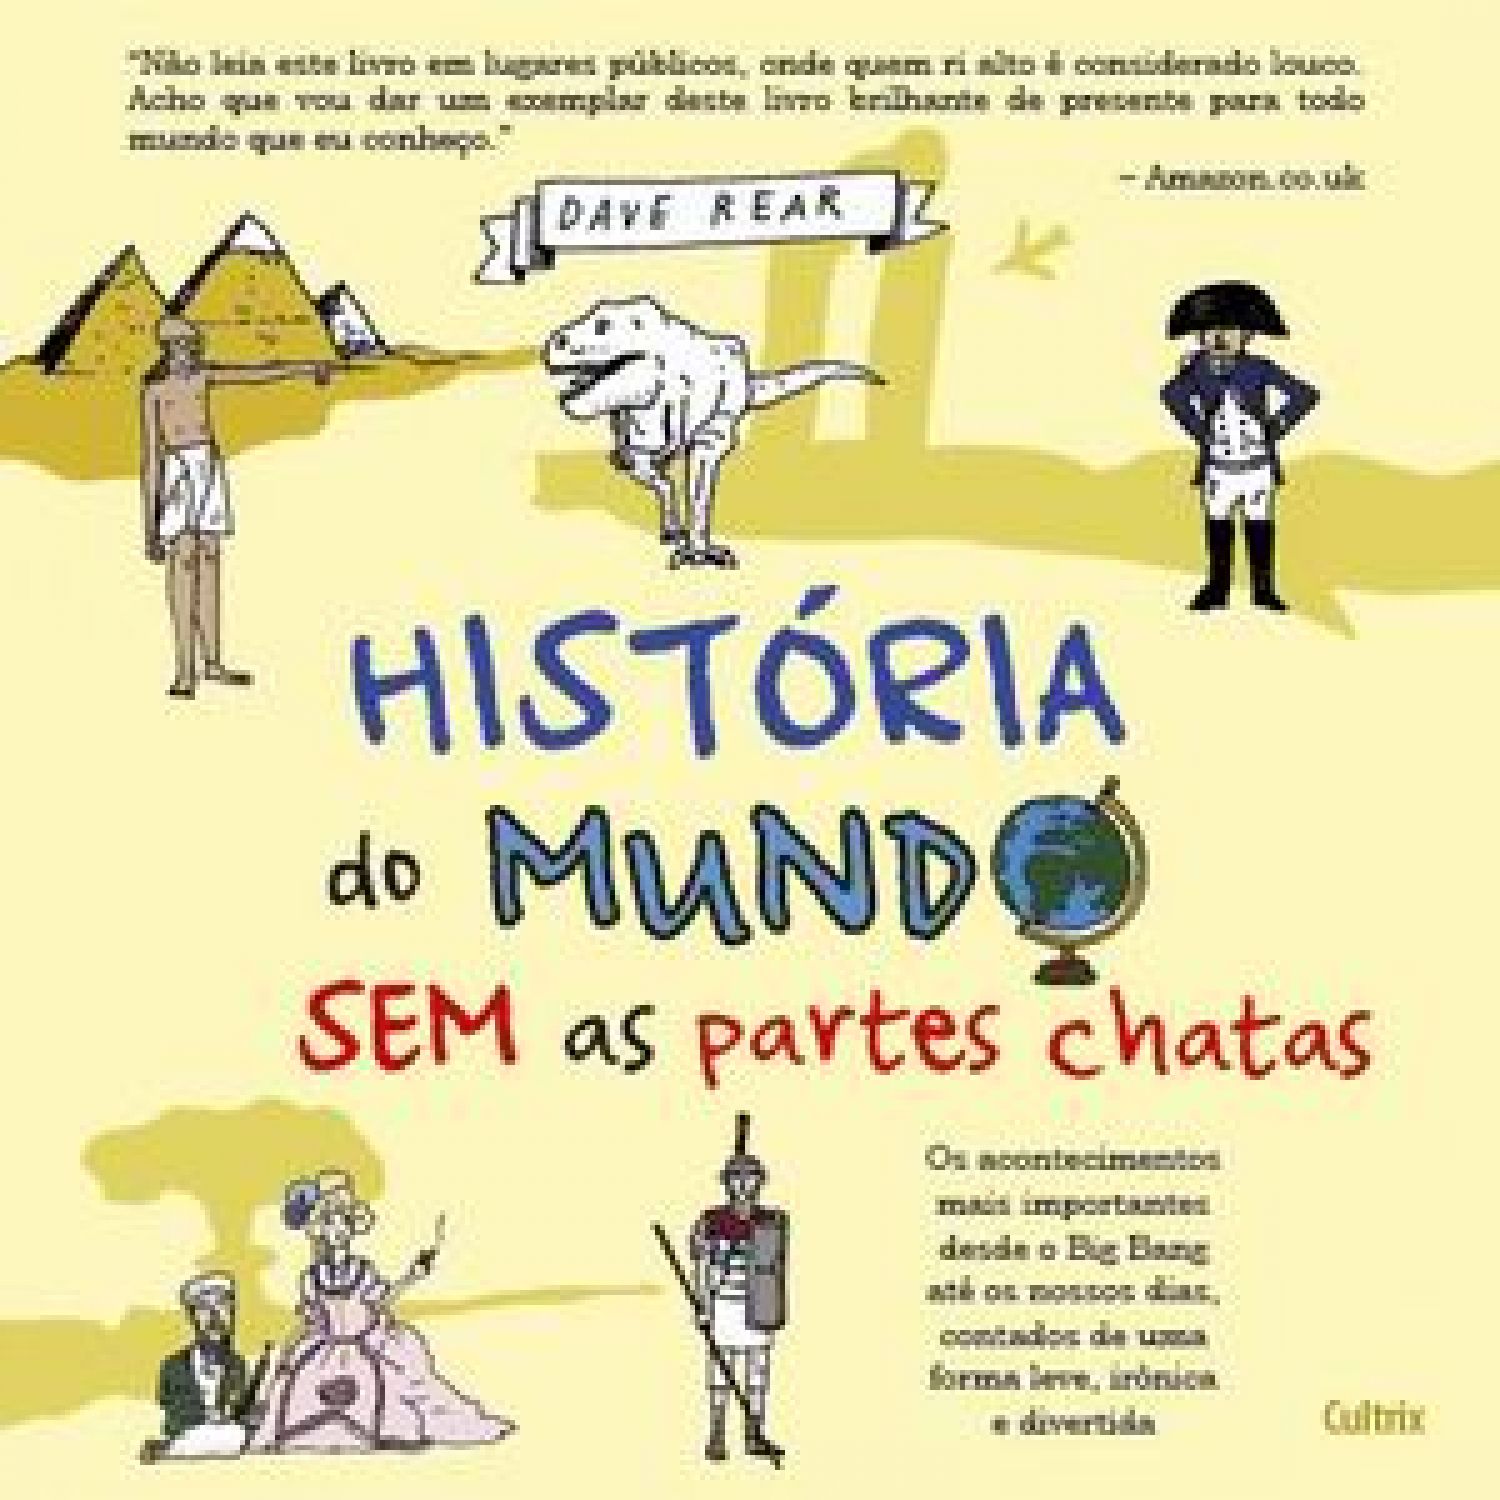 "Não leia este livro em lugares públicos, onde quem ri alto é considerado louco.
Acho que vou dar um exemplar deste livro brilhante de presente para todo
mundo que eu conheço."
– Amazon.co.uk
DAVE REAR
HISTÓRIA
do MUNDO
SEM as partes chatas
Os acontecimentos
mais importantes
desde o Big Bang
até os nossos dias,
contados de uma
forma leve, irônica
e divertida
Cultrix